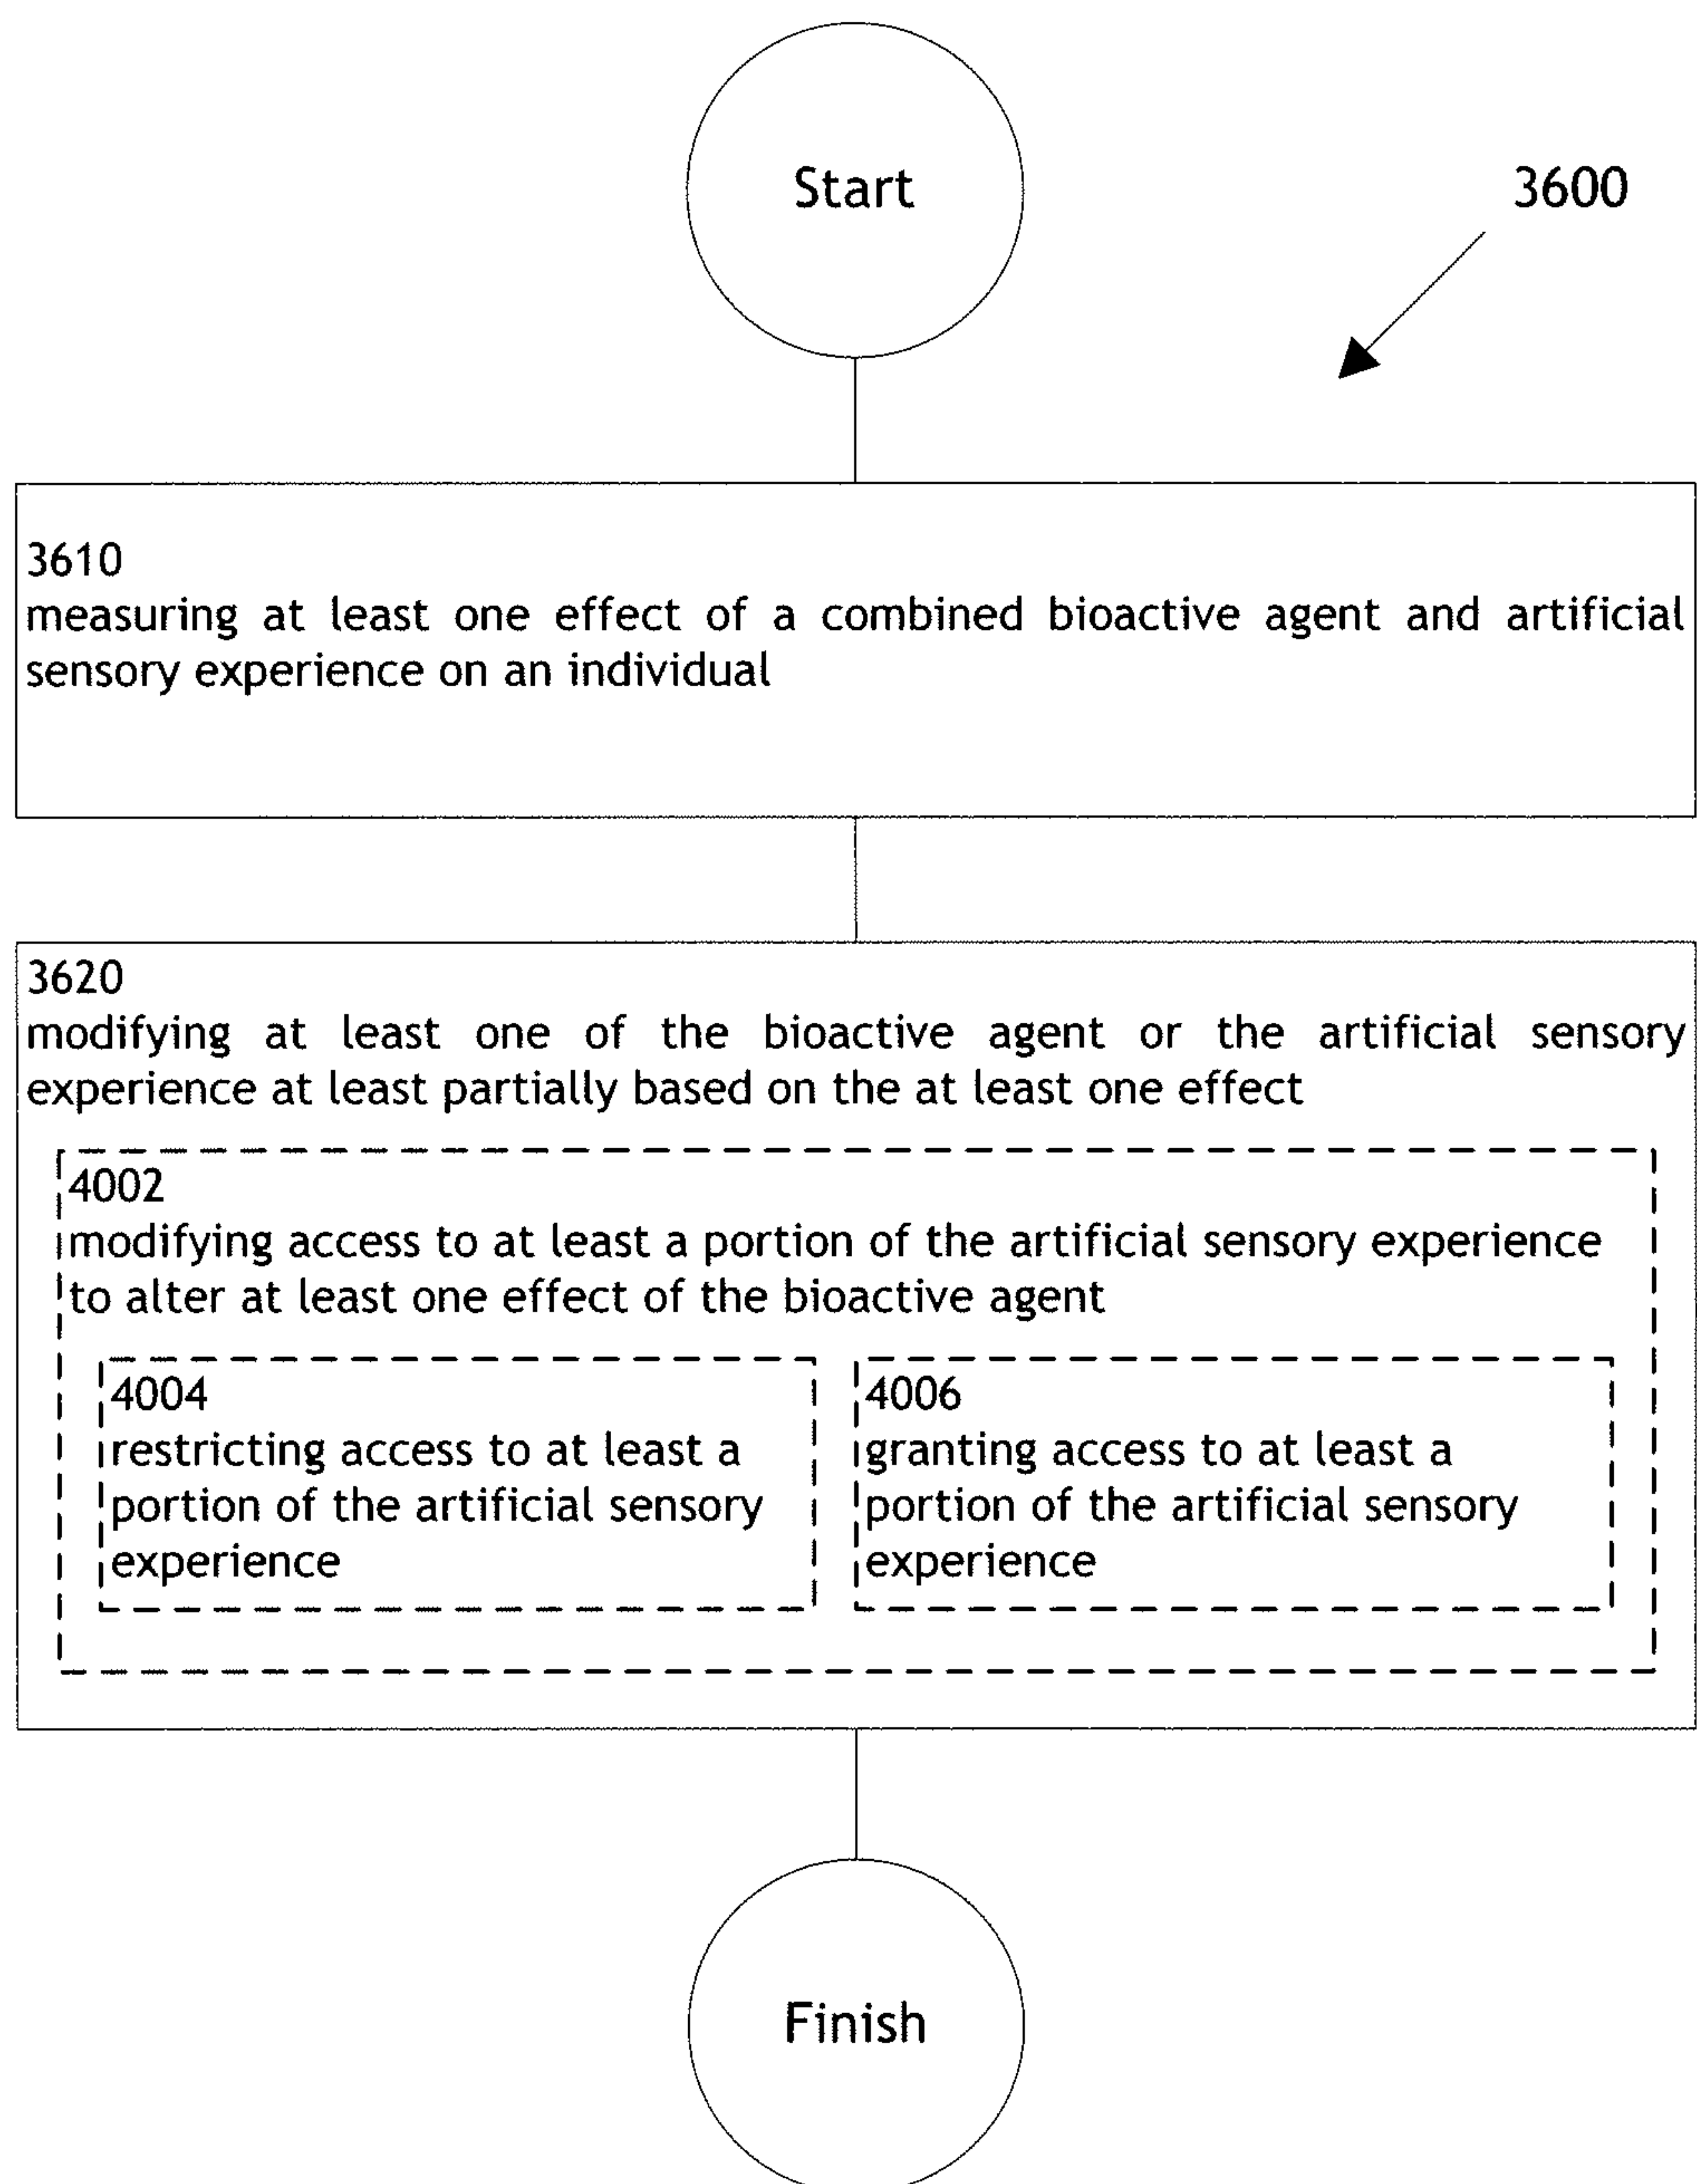 Start
3600
3610
measuring at least one effect of a combined bioactive agent and artificial
sensory experience on an individual
3620
modifying at least one of the bioactive agent or the artificial sensory
experience at least partially based on the at least one effect
4002
modifying access to at least a portion of the artificial sensory experience
to alter at least one effect of the bioactive agent
4004
restricting access to at least a
portion of the artificial sensory
experience
4006
granting access to at least a
portion of the artificial sensory
experience
Finish